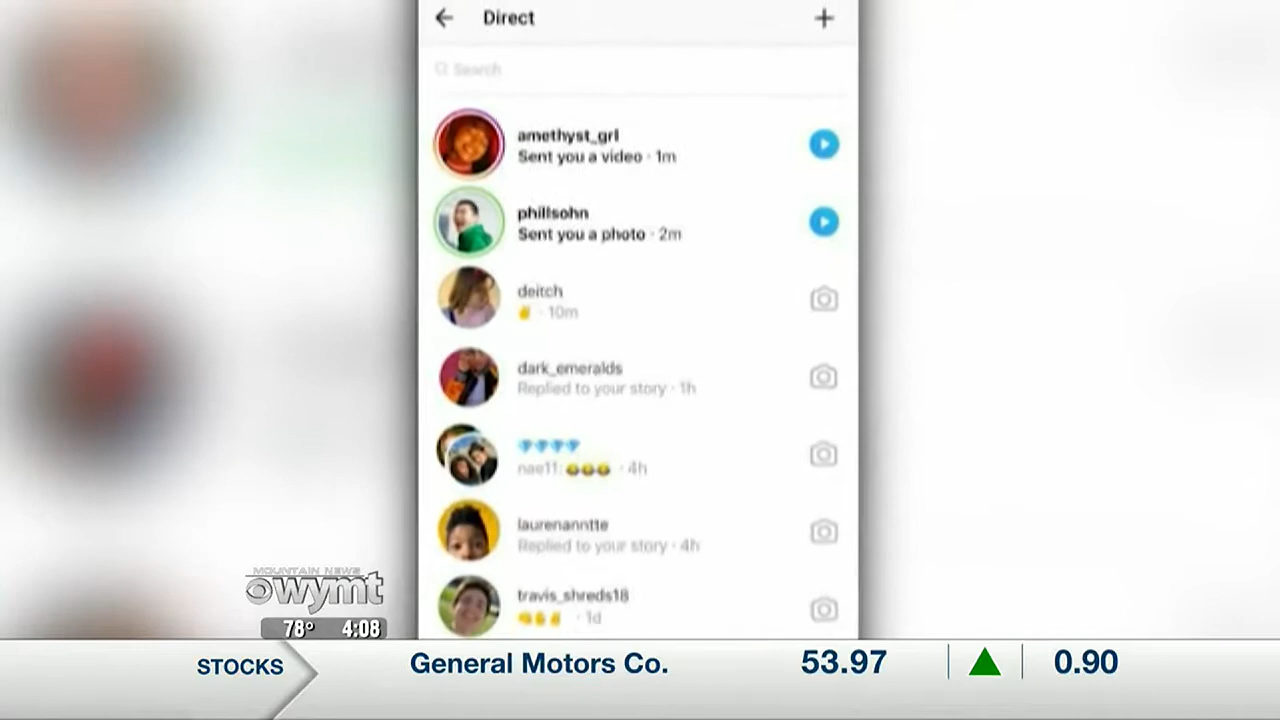 Direct
Search
amethyst_grl
Sent you a video · 1m
phillsohn
Sent you a photo · 2m
deitch
✌️ · 10m
dark_emeralds
Replied to your story · 1h
💎💎💎💎
nae11: 😂😂😂 · 4h
laurenanntte
Replied to your story · 4h
travis_shreds18
· 1d
MOUNTAIN NEWS
wymt
78° 4:08
STOCKS General Motors Co. 53.97 ▲ 0.90